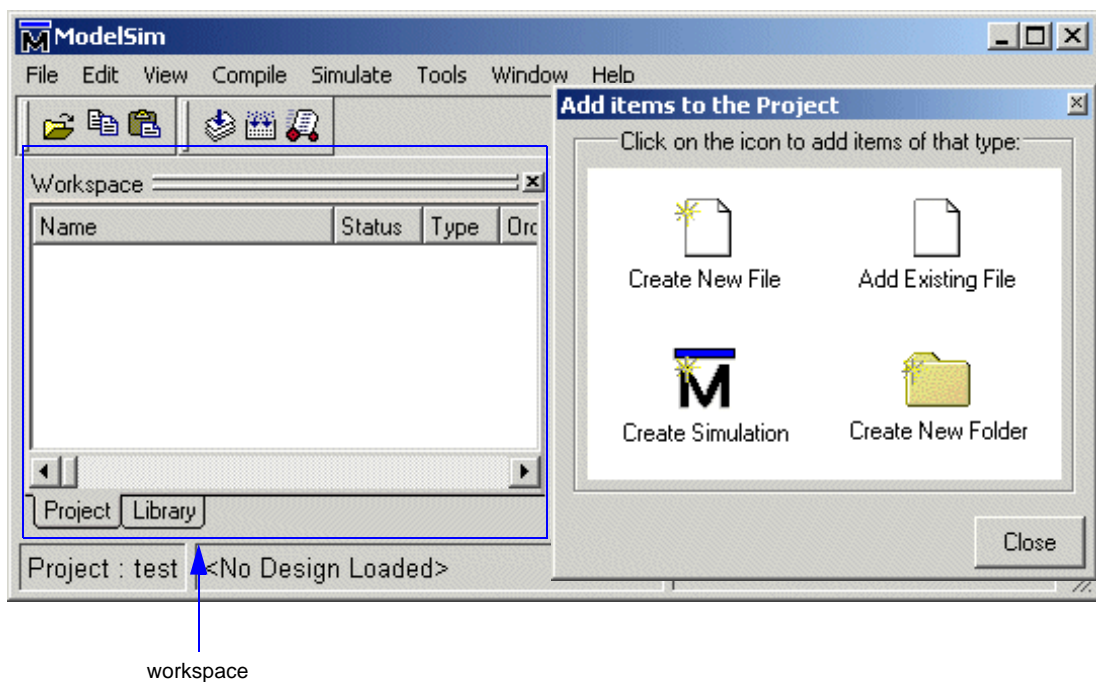 ModelSim
File Edit View Compile Simulate Tools Window Help
Add items to the Project
Click on the icon to add items of that type:
Workspace
Name Status Type Orc
Create New File Add Existing File
Create Simulation Create New Folder
Project Library
Close
Project : test <No Design Loaded>
workspace